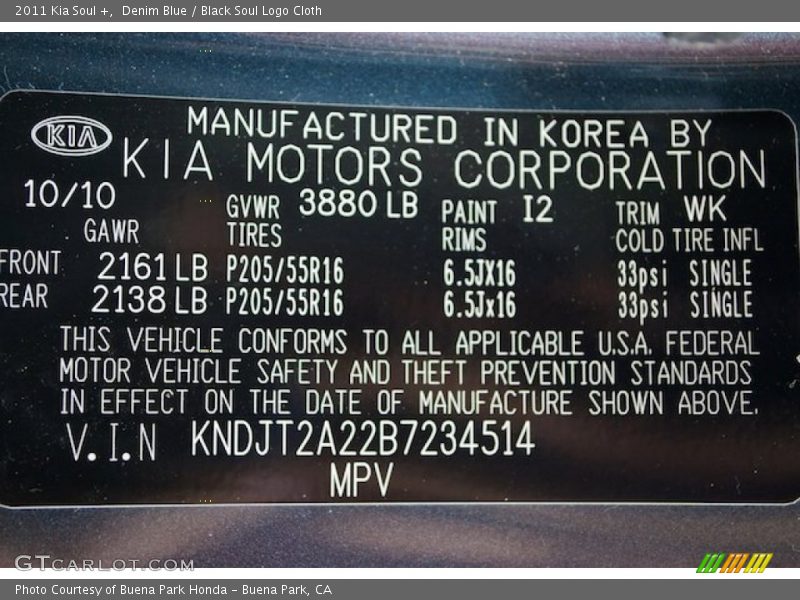 2011 Kia Soul +,  Denim Blue / Black Soul Logo Cloth
KIA
MANUFACTURED IN KOREA BY
KIA MOTORS CORPORATION
10/10 GVWR 3880 LB PAINT I2 TRIM WK
GAWR TIRES RIMS COLD TIRE INFL
FRONT 2161 LB P205/55R16 6.5JX16 33psi SINGLE
REAR 2138 LB P205/55R16 6.5Jx16 33psi SINGLE
THIS VEHICLE CONFORMS TO ALL APPLICABLE U.S.A. FEDERAL
MOTOR VEHICLE SAFETY AND THEFT PREVENTION STANDARDS
IN EFFECT ON THE DATE OF MANUFACTURE SHOWN ABOVE.
V.I.N KNDJT2A22B7234514
MPV
GTCARLOT.COM
Photo Courtesy of Buena Park Honda - Buena Park, CA